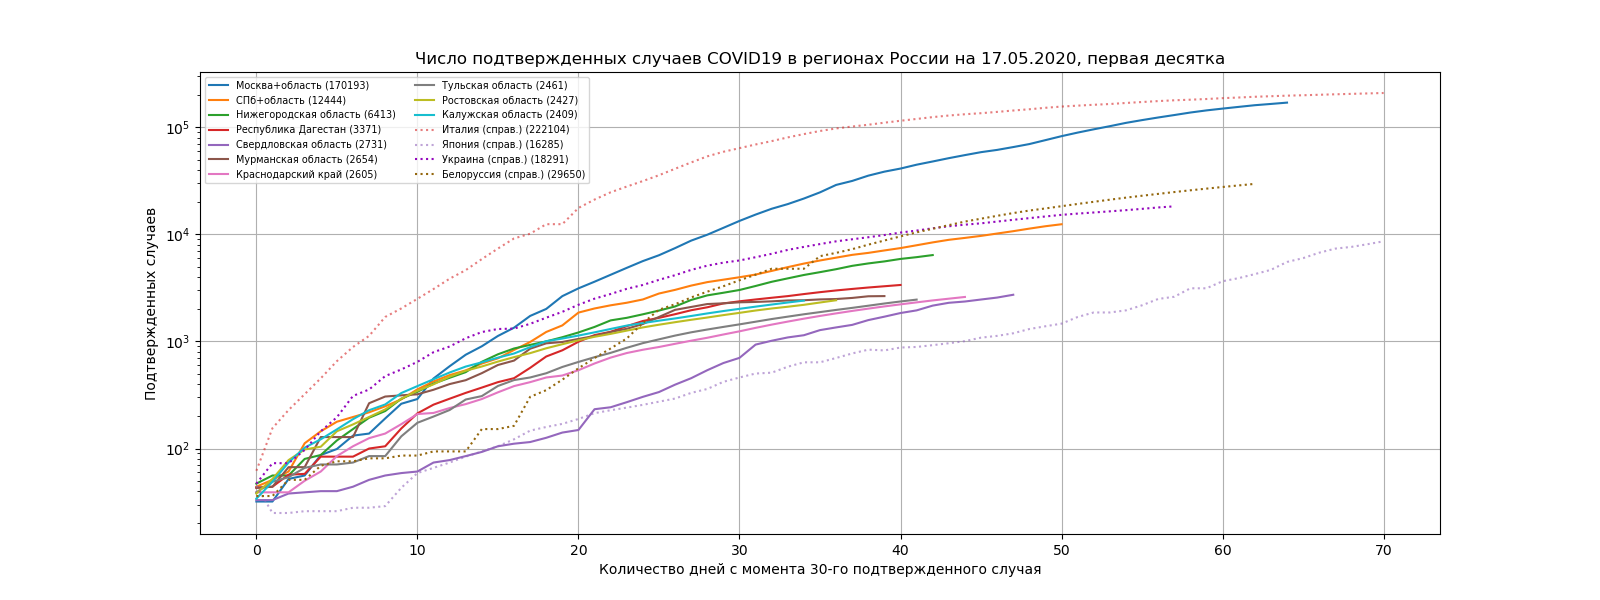 Число подтвержденных случаев COVID19 в регионах России на 17.05.2020, первая десятка
Москва+область (170193)
СПб+область (12444)
Нижегородская область (6413)
Республика Дагестан (3371)
Свердловская область (2731)
Мурманская область (2654)
Краснодарский край (2605)
Тульская область (2461)
Ростовская область (2427)
Калужская область (2409)
Италия (справ.) (222104)
Япония (справ.) (16285)
Украина (справ.) (18291)
Белоруссия (справ.) (29650)
Подтвержденных случаев
10⁵
10⁴
10³
10²
0 10 20 30 40 50 60 70
Количество дней с момента 30-го подтвержденного случая